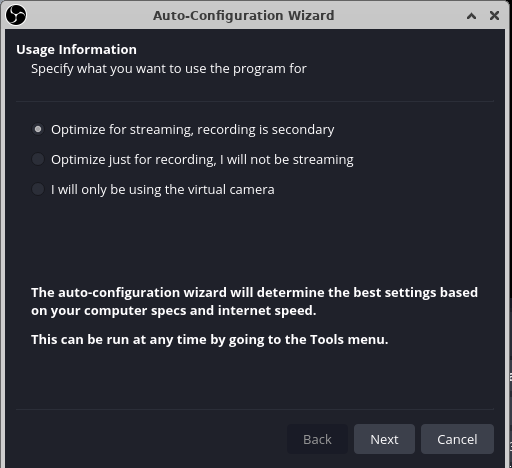 Auto-Configuration Wizard
Usage Information
Specify what you want to use the program for
Optimize for streaming, recording is secondary
Optimize just for recording, I will not be streaming
I will only be using the virtual camera
The auto-configuration wizard will determine the best settings based
on your computer specs and internet speed.
This can be run at any time by going to the Tools menu.
Back
Next
Cancel